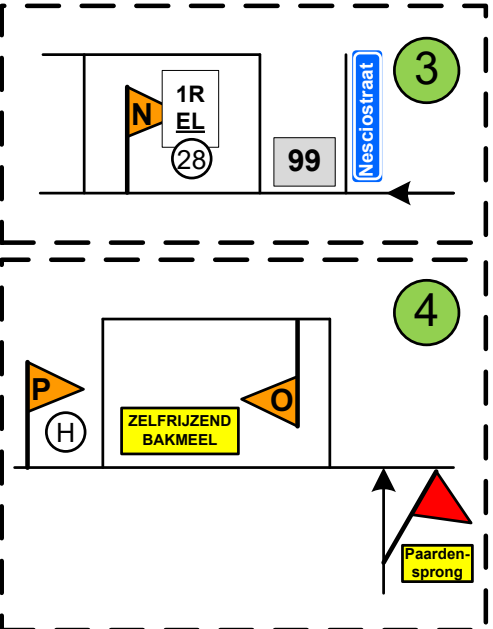 3
N
1R
EL
28
99
Nesciostraat
4
P
H
ZELFRIJZEND
BAKMEEL
O
Paarden-
sprong